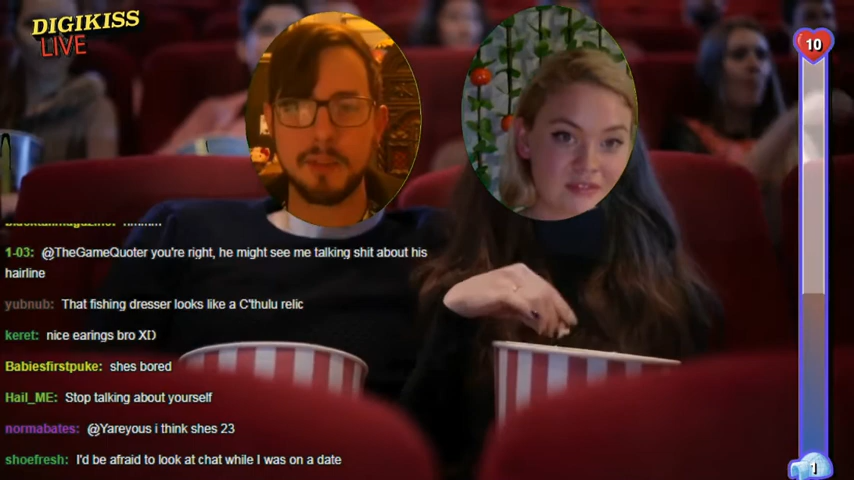 DIGIKISS
LIVE
10
1-03: @TheGameQuoter you're right, he might see me talking shit about his
hairline
yubnub: That fishing dresser looks like a C'thulu relic
keret: nice earings bro XD
Babiesfirstpuke: shes bored
Hail_ME: Stop talking about yourself
normabates: @Yareyous i think shes 23
shoefresh: I'd be afraid to look at chat while I was on a date
1